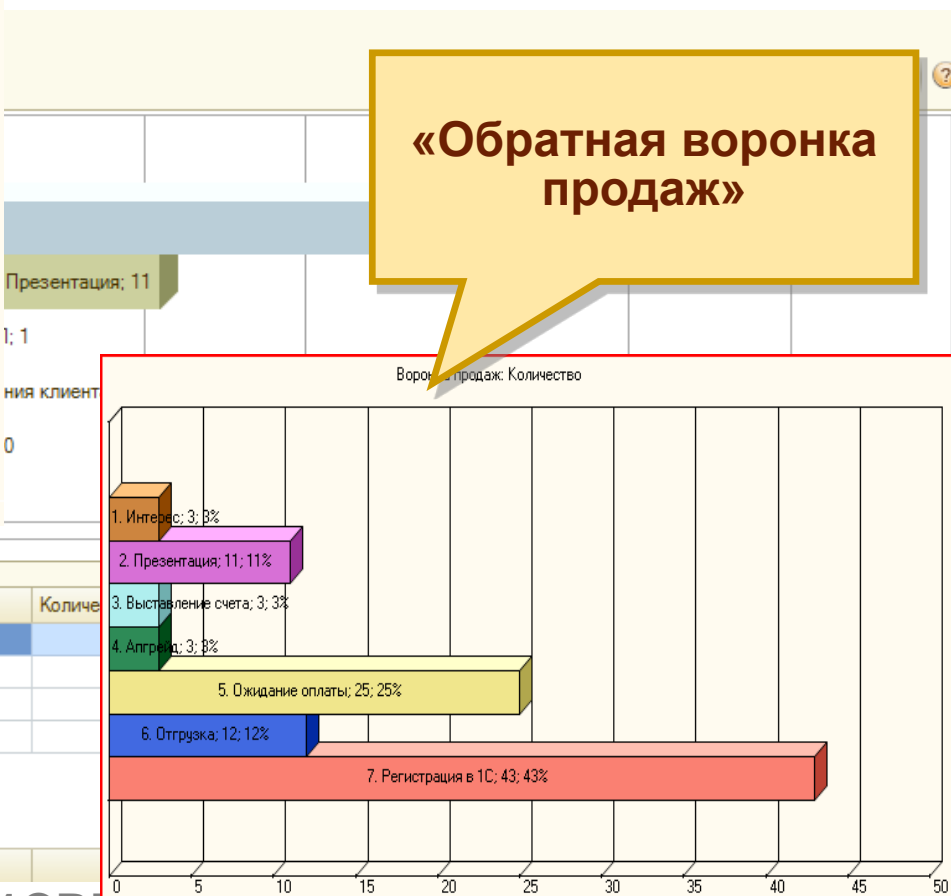 «Обратная воронка
продаж»
?
Презентация; 11
1; 1
ния клиент
0
продаж: Количество
1. Интерес; 3; 3%
2. Презентация; 11; 11%
Количе
3. Выставление счета; 3; 3%
4. Апгрейд; 3; 3%
5. Ожидание оплаты; 25; 25%
6. Отгрузка; 12; 12%
7. Регистрация в 1С; 43; 43%
0 5 10 15 20 25 30 35 40 45 50